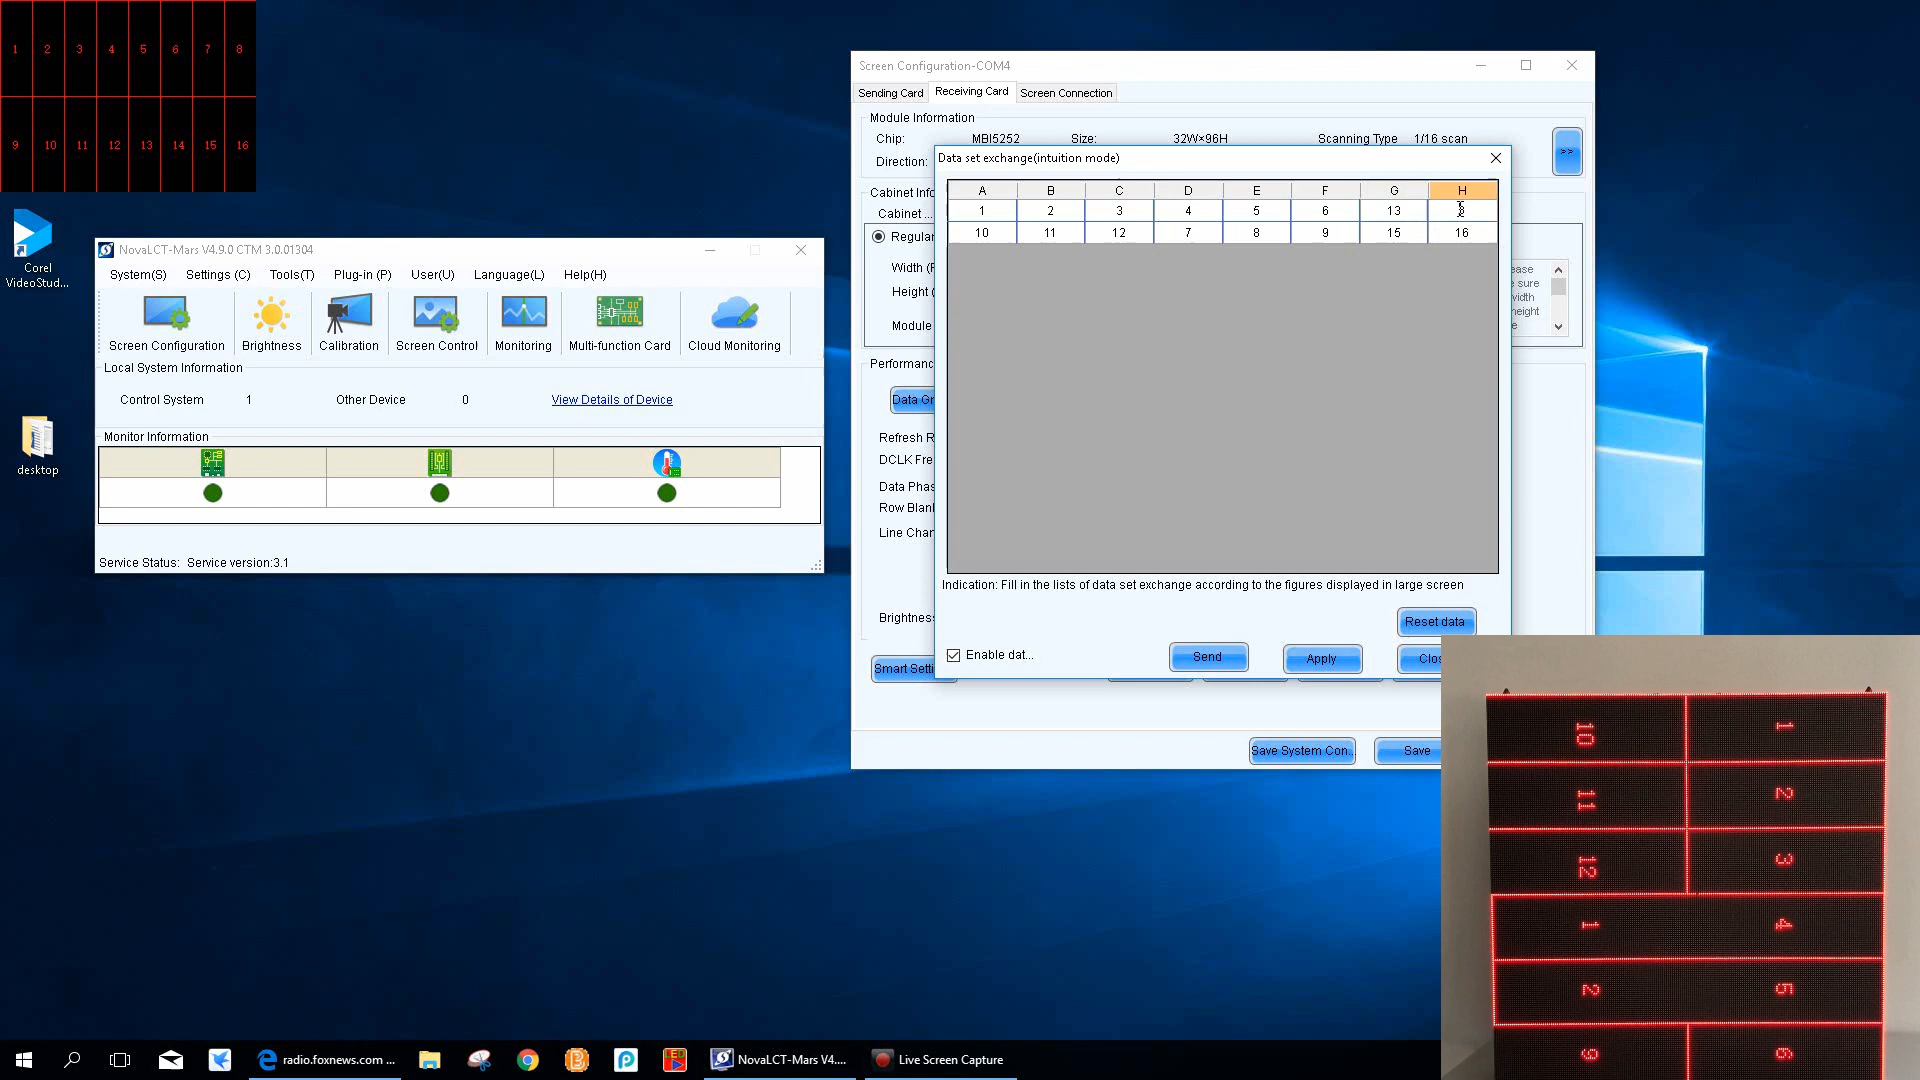 1 2 3 4 5 6 7 8
9 10 11 12 13 14 15 16
Corel
VideoStud...
desktop
NovaLCT-Mars V4.9.0 CTM 3.0.01304
System(S) Settings (C) Tools(T) Plug-in (P) User(U) Language(L) Help(H)
Screen Configuration Brightness Calibration Screen Control Monitoring Multi-function Card Cloud Monitoring
Local System Information
Control System 1 Other Device 0 View Details of Device
Monitor Information
Service Status: Service version:3.1
Screen Configuration-COM4
Sending Card Receiving Card Screen Connection
Module Information
Chip: MBI5252 Size: 32W×96H Scanning Type 1/16 scan
Direction:
>>
Cabinet Info
Cabinet ...
Regular
Width (P
Height (
Module
ease
sure
vidth
neight
e
Performance
Data Gr
Refresh R
DCLK Fre
Data Phas
Row Blan
Line Chan
Brightness
Smart Setti
Save System Con... Save
Data set exchange(intuition mode)
A B C D E F G H
1 2 3 4 5 6 13
10 11 12 7 8 9 15 16
Indication: Fill in the lists of data set exchange according to the figures displayed in large screen
Reset data
Enable dat... Send Apply Clos
10 1
11 2
12 3
1 4
2 5
9 6
radio.foxnews.com ... LED NovaLCT-Mars V4.... Live Screen Capture